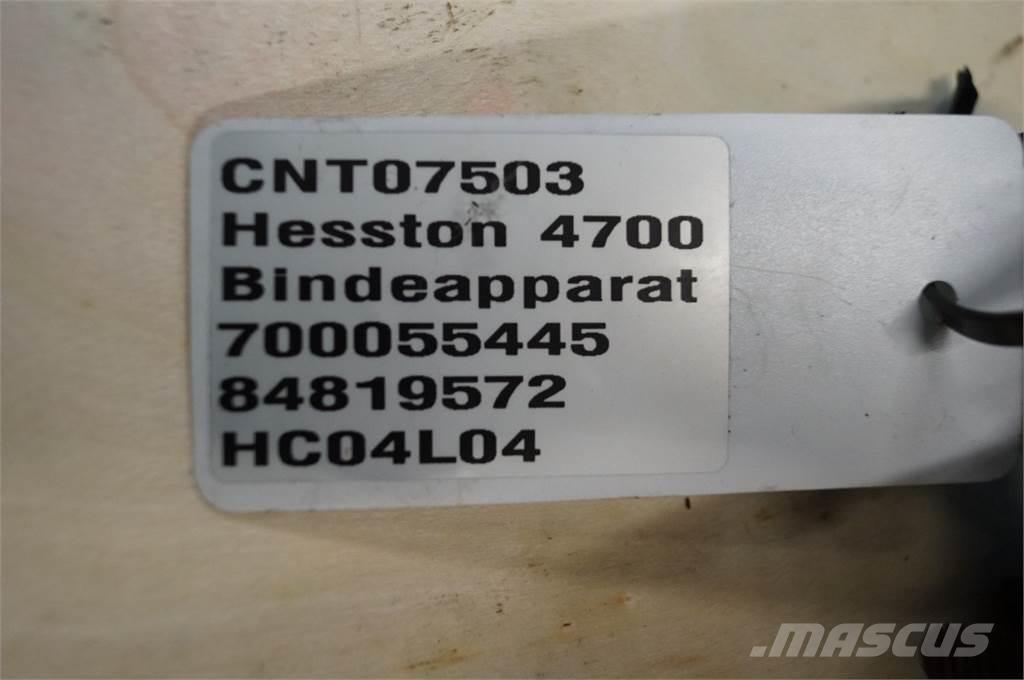 CNT07503
Hesston 4700
Bindeapparat
700055445
84819572
HC04L04
.MASCUS